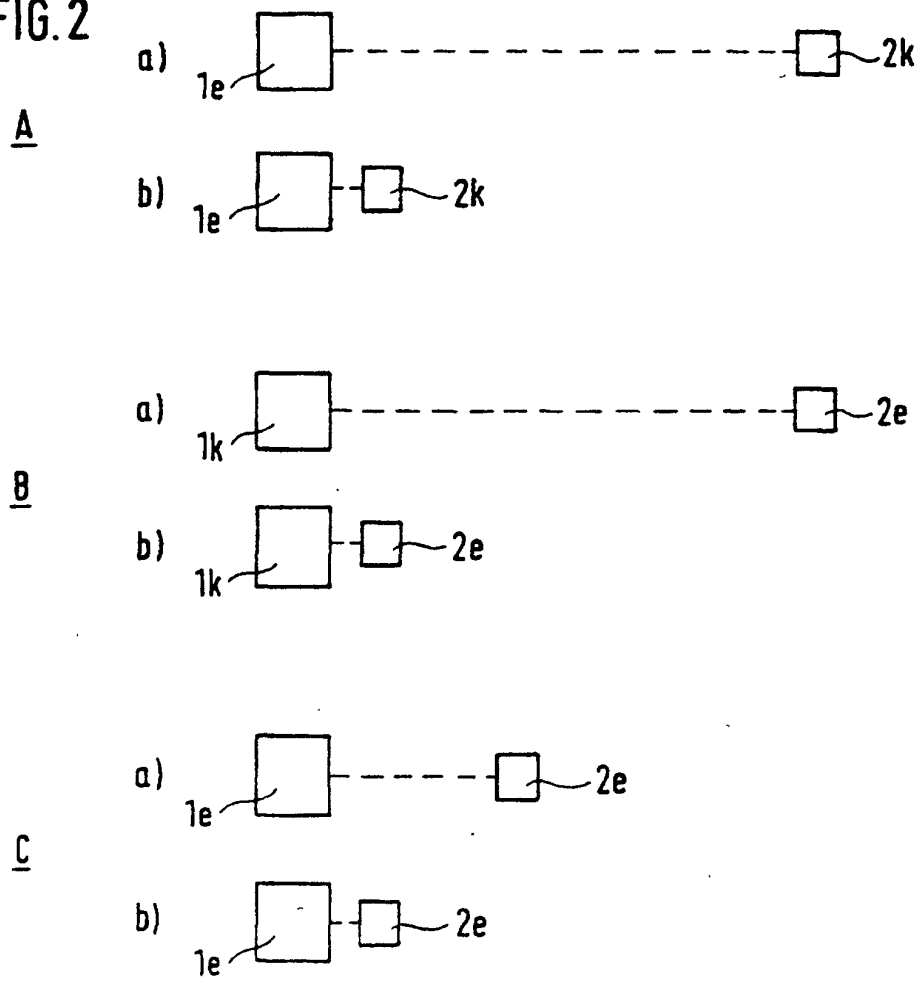 FIG. 2
a) 1e 2k
A
b) 1e 2k
a) 1k 2e
B
b) 1k 2e
a) 1e 2e
C
b) 1e 2e